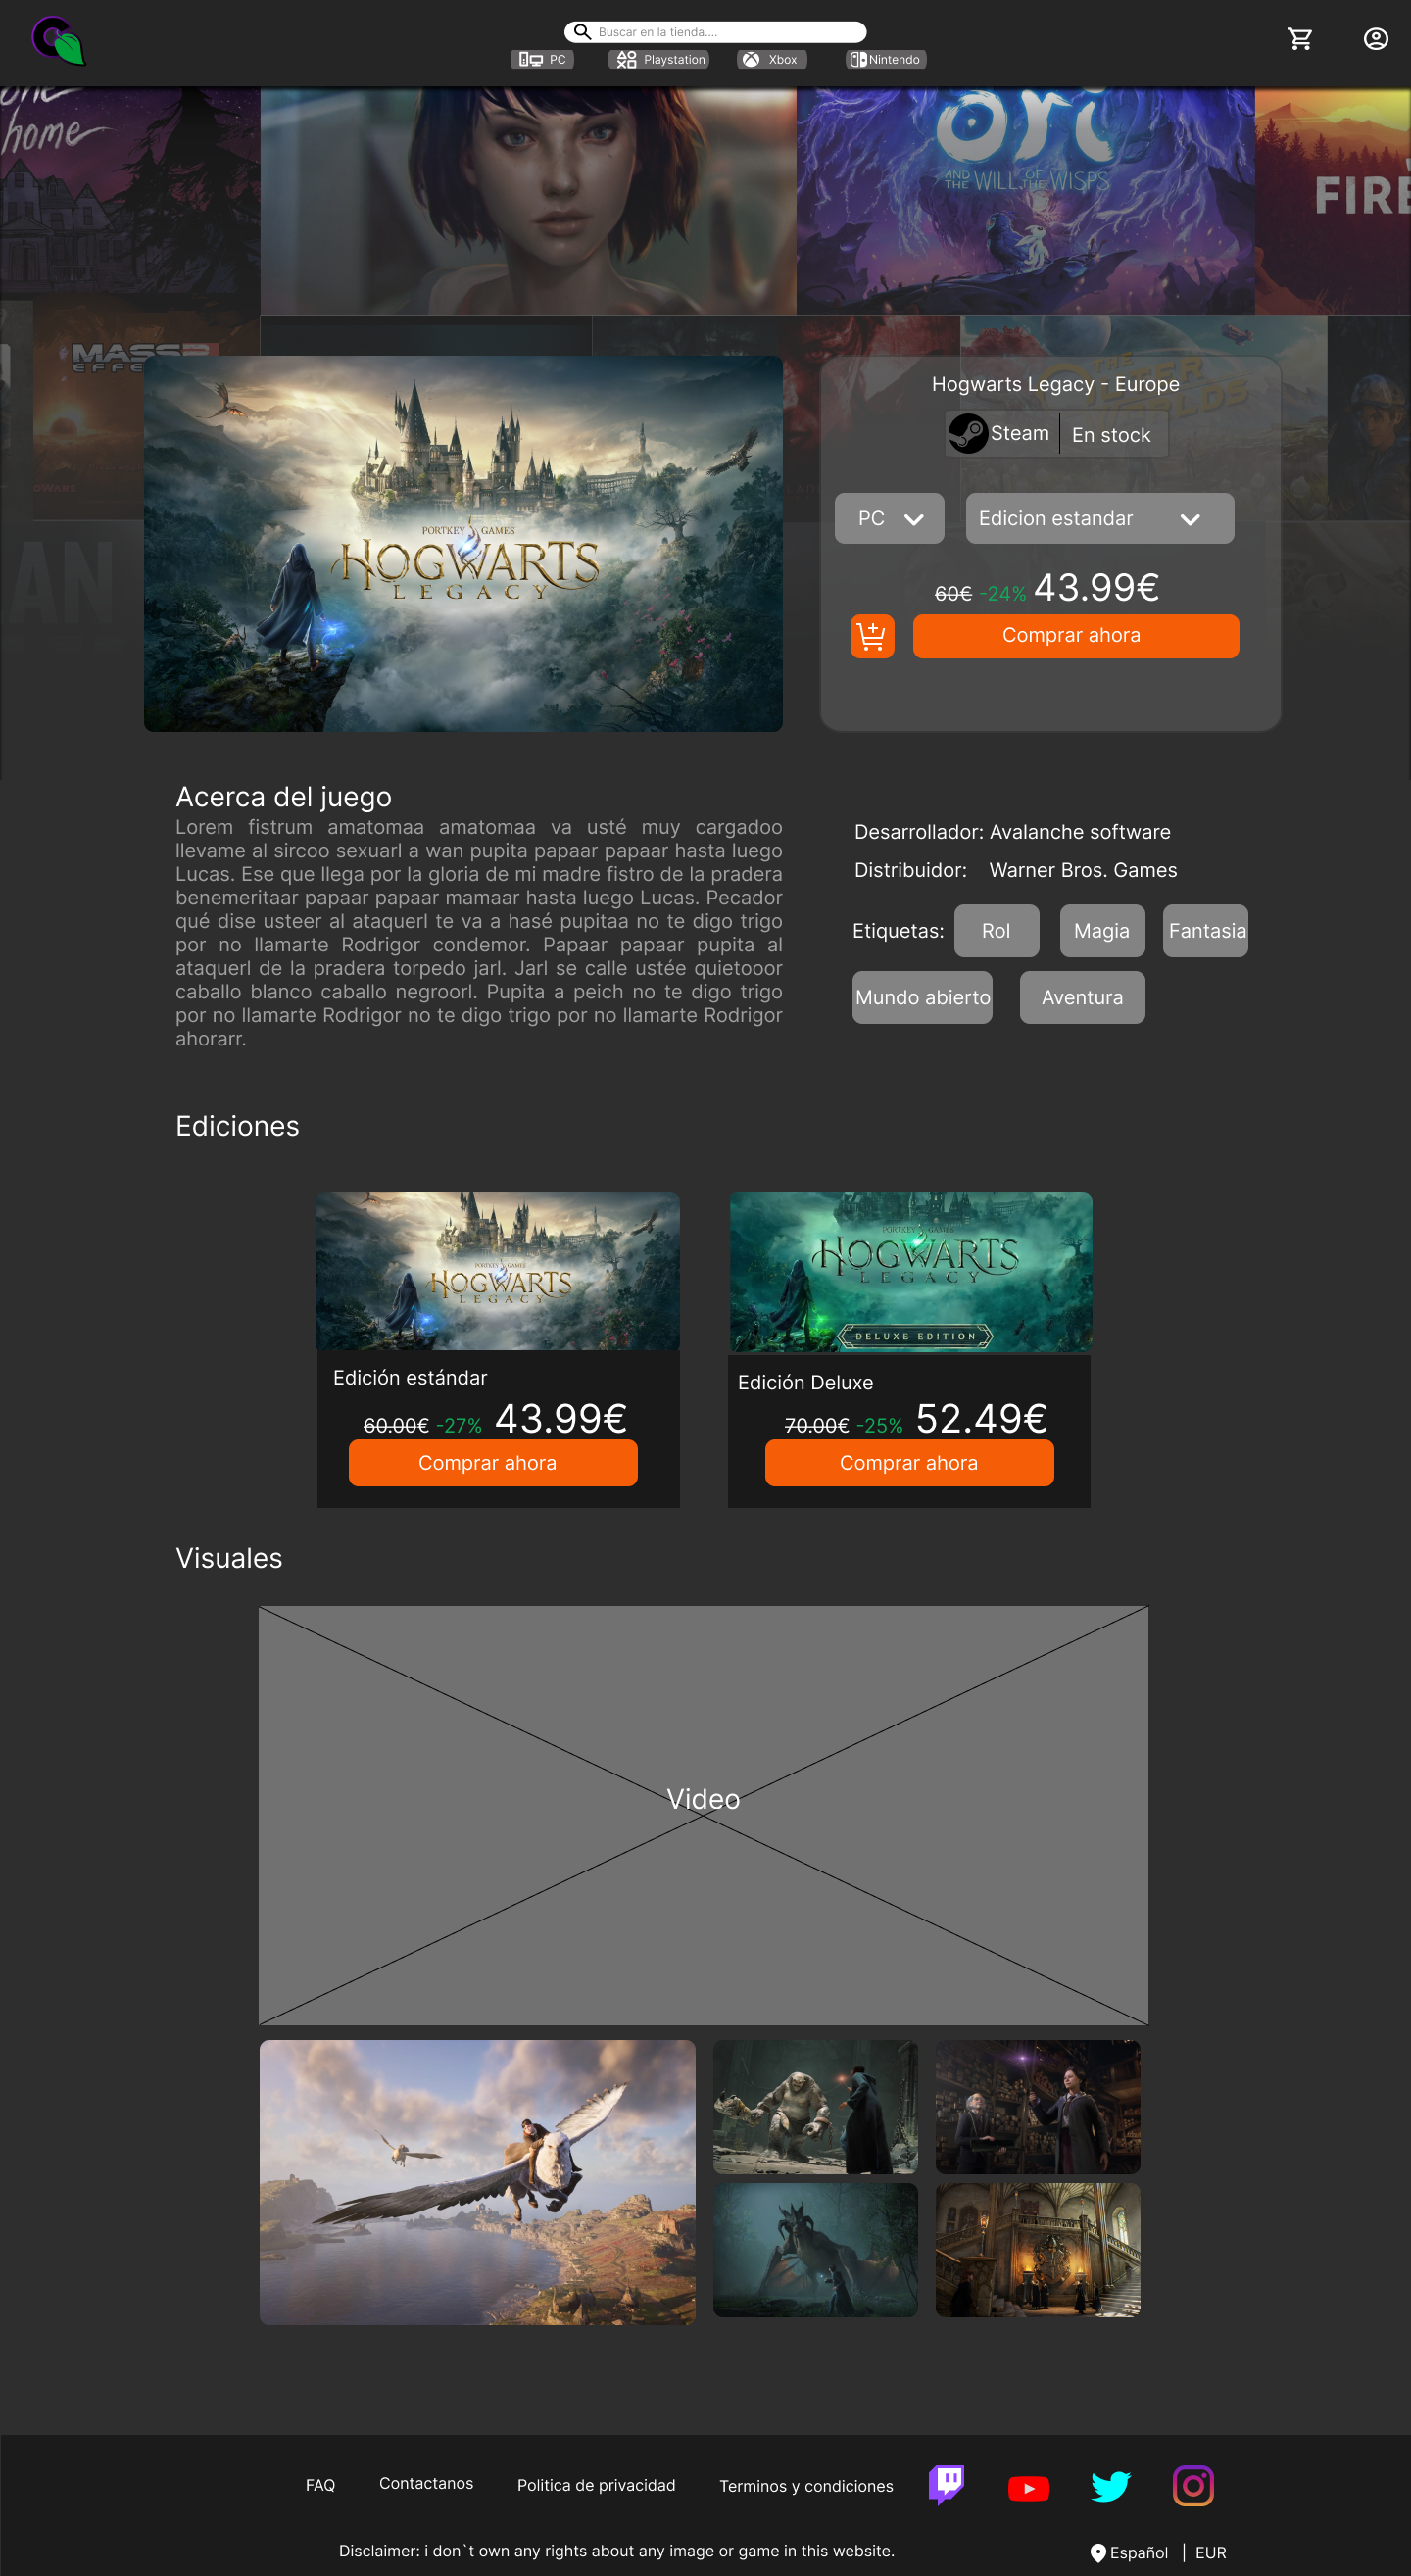 Buscar en la tienda....
PC
Playstation
Xbox
Nintendo
one
home
ori
AND THE WILL OF THE WISPS
FIRE
MASS EFFECT 2
THE OUTER WORLDS
AN
PORTKEY GAMES
HOGWARTS
LEGACY
Hogwarts Legacy - Europe
Steam
En stock
PC
Edicion estandar
60€ -24% 43.99€
Comprar ahora
Acerca del juego
Lorem fistrum amatomaa amatomaa va usté muy cargadoo
llevame al sircoo sexuarl a wan pupita papaar papaar hasta luego
Lucas. Ese que llega por la gloria de mi madre fistro de la pradera
benemeritaar papaar papaar mamaar hasta luego Lucas. Pecador
qué dise usteer al ataquerl te va a hasé pupitaa no te digo trigo
por no llamarte Rodrigor condemor. Papaar papaar pupita al
ataquerl de la pradera torpedo jarl. Jarl se calle ustée quietooor
caballo blanco caballo negroorl. Pupita a peich no te digo trigo
por no llamarte Rodrigor no te digo trigo por no llamarte Rodrigor
ahorarr.
Desarrollador: Avalanche software
Distribuidor: Warner Bros. Games
Etiquetas: Rol Magia Fantasia
Mundo abierto Aventura
Ediciones
PORTKEY GAMES
HOGWARTS
LEGACY
Edición estándar
60.00€ -27% 43.99€
Comprar ahora
PORTKEY GAMES
HOGWARTS
LEGACY
DELUXE EDITION
Edición Deluxe
70.00€ -25% 52.49€
Comprar ahora
Visuales
Video
FAQ
Contactanos
Politica de privacidad
Terminos y condiciones
Disclaimer: i don`t own any rights about any image or game in this website.
Español | EUR